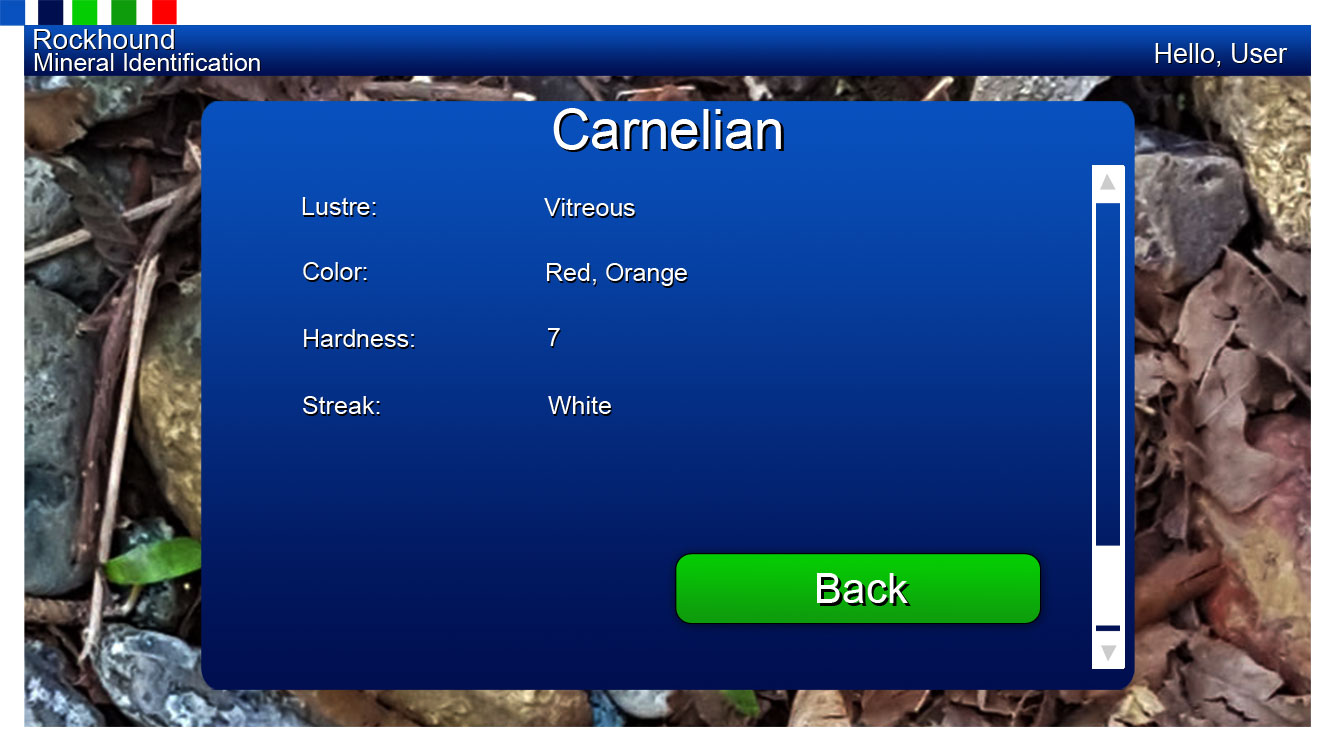 Rockhound
Mineral Identification
Hello, User
Carnelian
Lustre: Vitreous
Color: Red, Orange
Hardness: 7
Streak: White
Back